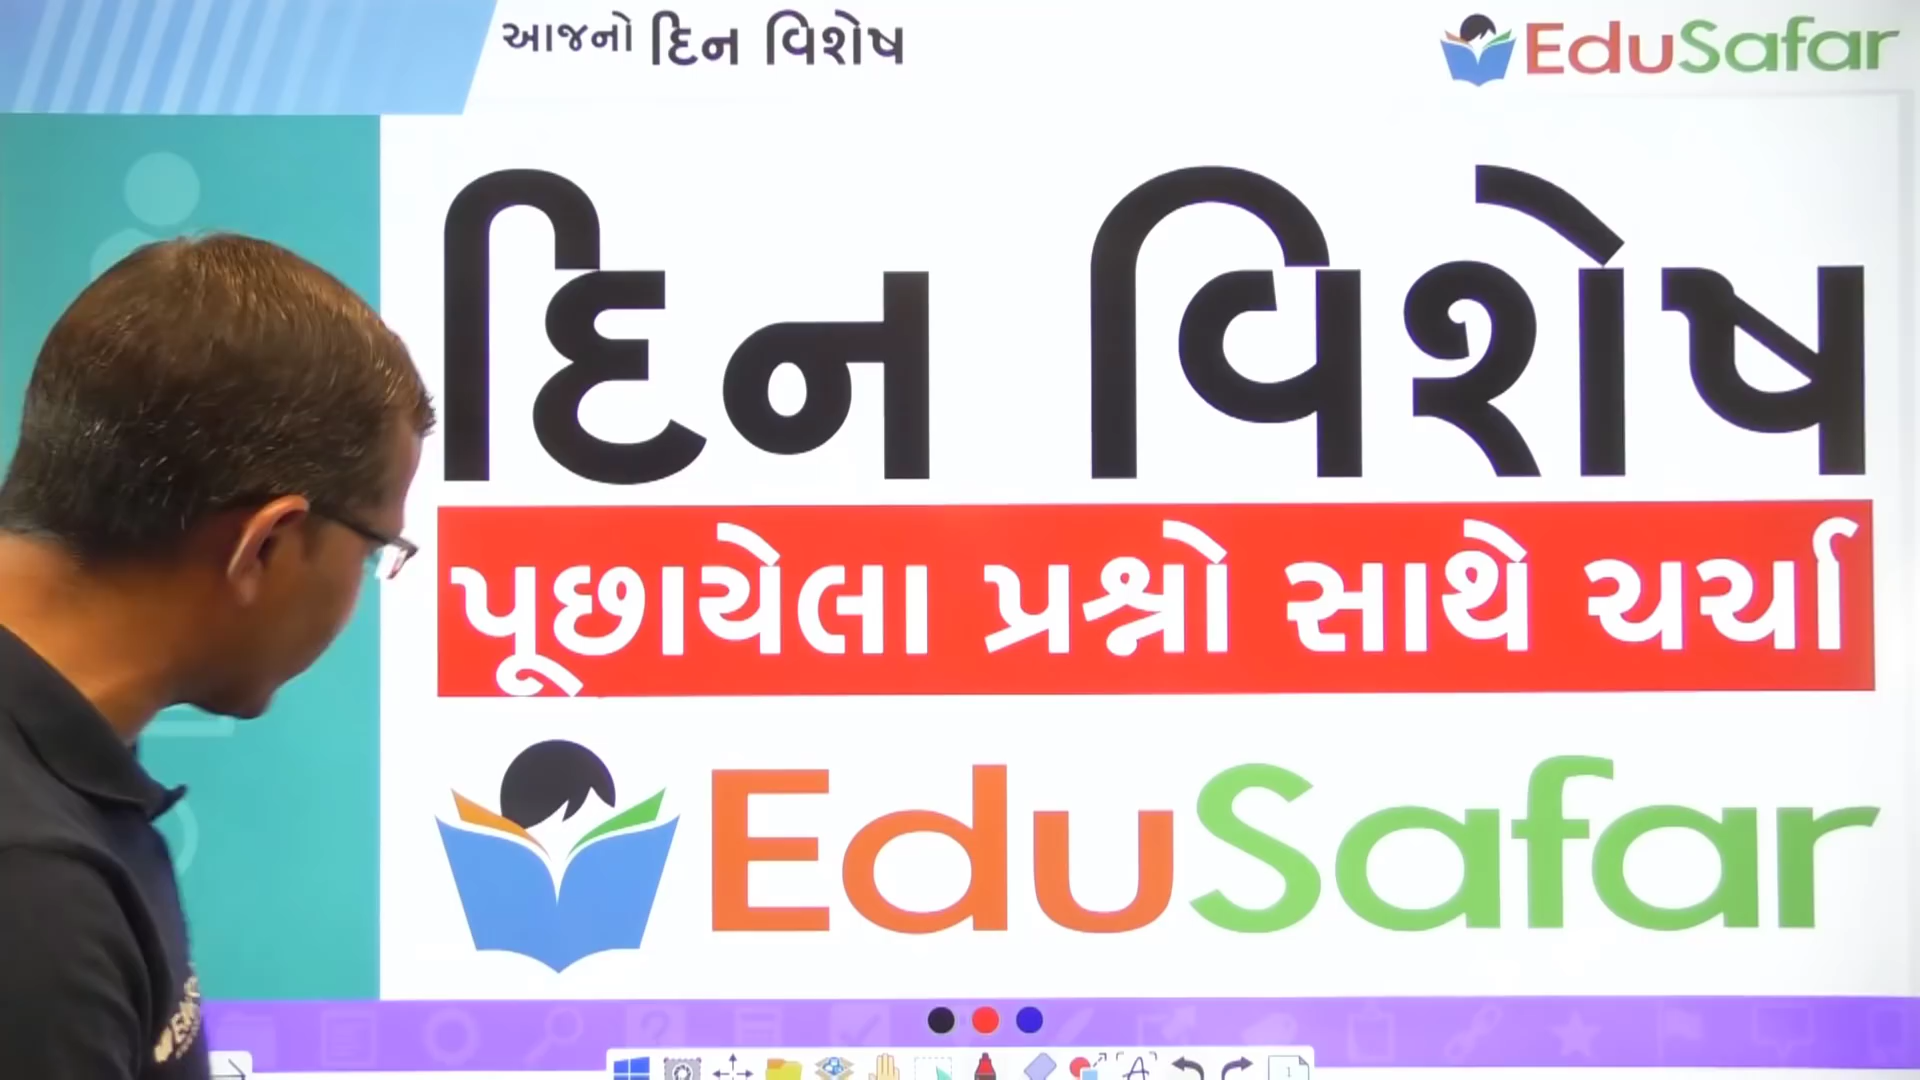 આજનો દિન વિશેષ
EduSafar
દિન વિશેષ
પૂછાયેલા પ્રશ્નો સાથે ચર્ચા
EduSafar